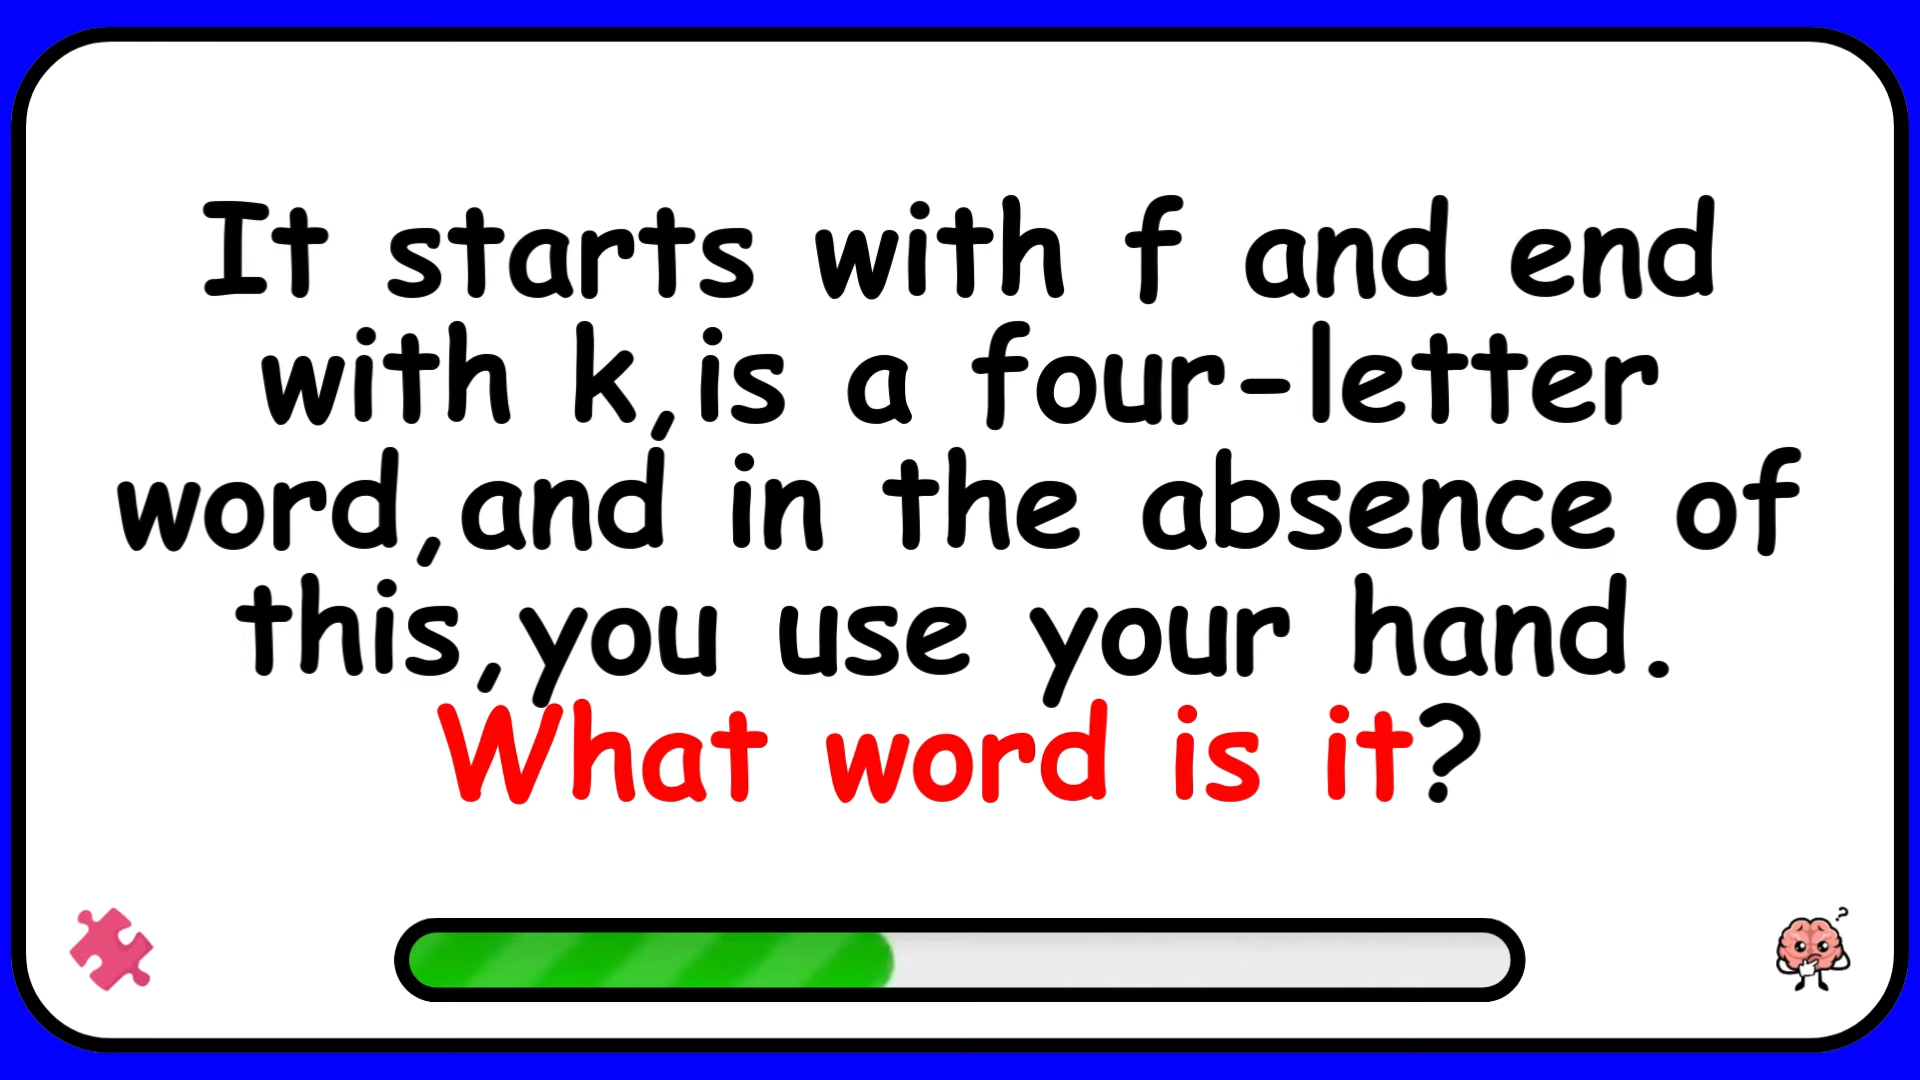 It starts with f and end
with k,is a four-letter
word,and in the absence of
this,you use your hand.
What word is it?
?